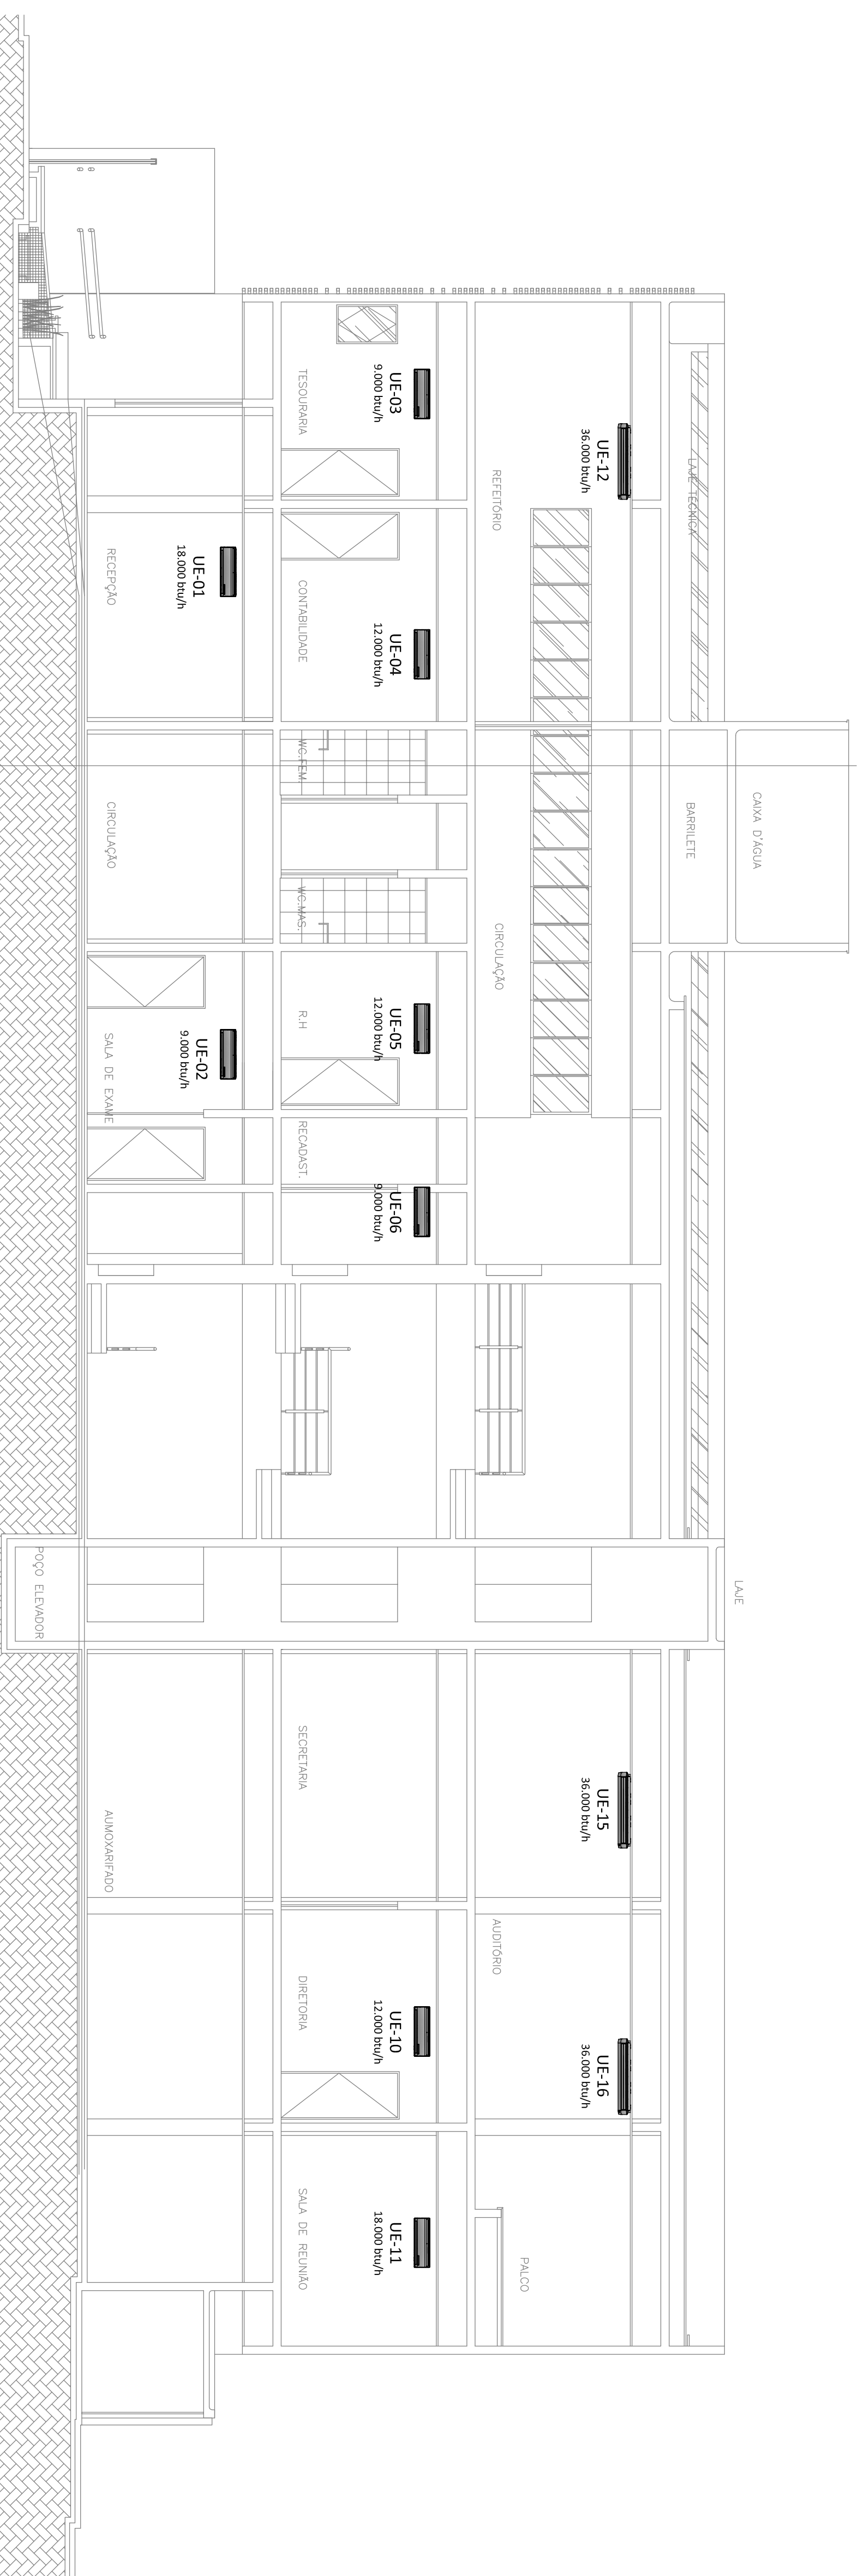 LAJE
CAIXA D'ÁGUA
BARRILETE
LAJE TÉCNICA
UE-12
36.000 btu/h
REFEITÓRIO
CIRCULAÇÃO
UE-15
36.000 btu/h
AUDITÓRIO
UE-16
36.000 btu/h
PALCO
UE-03
9.000 btu/h
TESOURARIA
UE-04
12.000 btu/h
CONTABILIDADE
WC.FEM.
WC.MAS.
UE-05
12.000 btu/h
R.H
UE-06
9.000 btu/h
RECADAST.
SECRETARIA
UE-10
12.000 btu/h
DIRETORIA
UE-11
18.000 btu/h
SALA DE REUNIÃO
UE-01
18.000 btu/h
RECEPÇÃO
CIRCULAÇÃO
UE-02
9.000 btu/h
SALA DE EXAME
AUMOXARIFADO
POÇO ELEVADOR